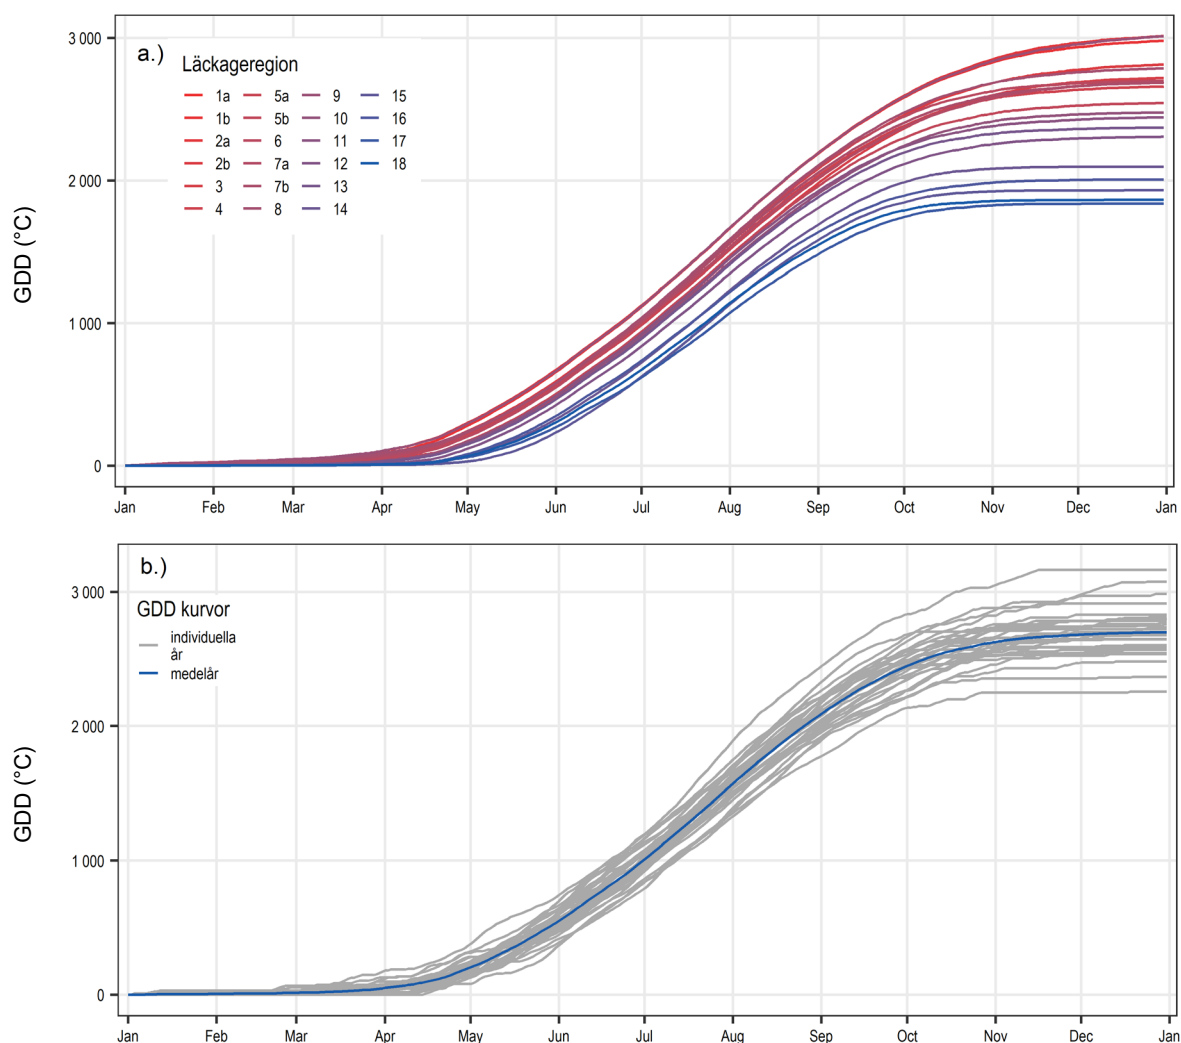 a.)
Läckageregion
1a 5a 9 15
1b 5b 10 16
2a 6 11 17
2b 7a 12 18
3 7b 13
4 8 14
GDD (°C)
3 000
2 000
1 000
0
Jan Feb Mar Apr May Jun Jul Aug Sep Oct Nov Dec Jan
b.)
GDD kurvor
individuella
år
medelår
GDD (°C)
3 000
2 000
1 000
0
Jan Feb Mar Apr May Jun Jul Aug Sep Oct Nov Dec Jan